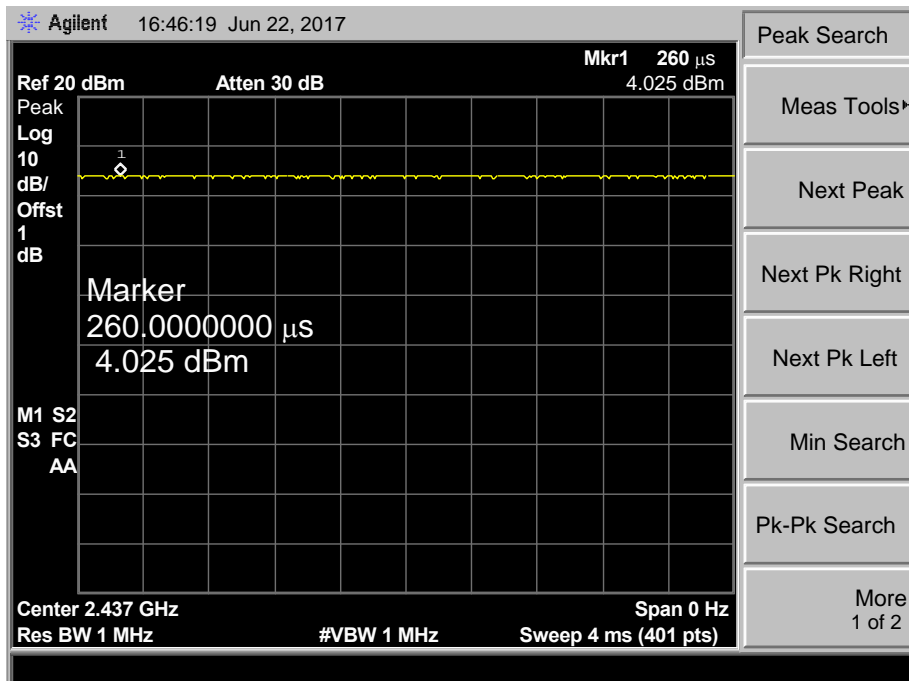 Agilent 16:46:19 Jun 22, 2017
Peak Search
Mkr1 260 µs
Ref 20 dBm Atten 30 dB 4.025 dBm
Peak
Log
10
dB/
Offst
1
dB
1
Marker
260.0000000 µs
4.025 dBm
M1 S2
S3 FC
AA
Center 2.437 GHz Span 0 Hz
Res BW 1 MHz #VBW 1 MHz Sweep 4 ms (401 pts)
Meas Tools
Next Peak
Next Pk Right
Next Pk Left
Min Search
Pk-Pk Search
More
1 of 2